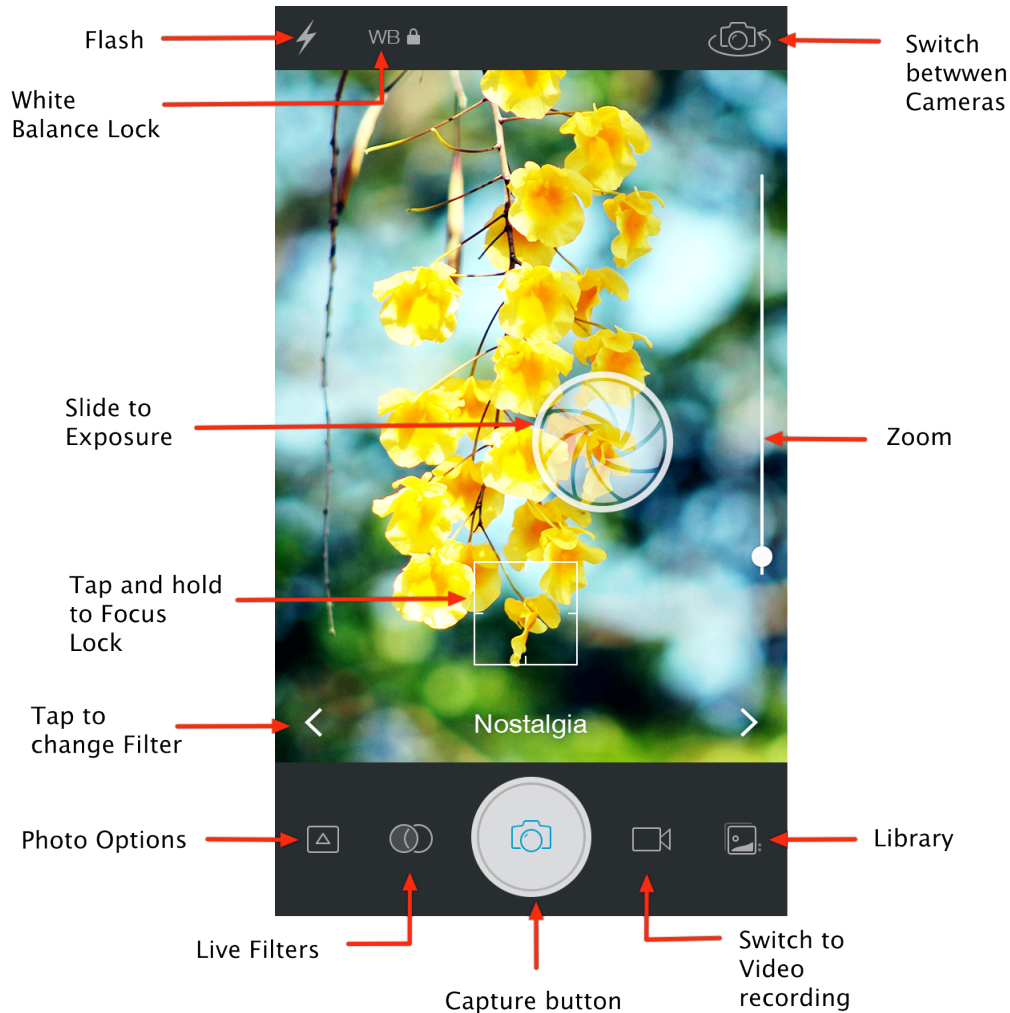 Flash
WB
Switch
betwwen
Cameras
White
Balance Lock
Slide to
Exposure
Zoom
Tap and hold
to Focus
Lock
Tap to
change Filter
Nostalgia
Photo Options
Library
Live Filters
Switch to
Video
recording
Capture button